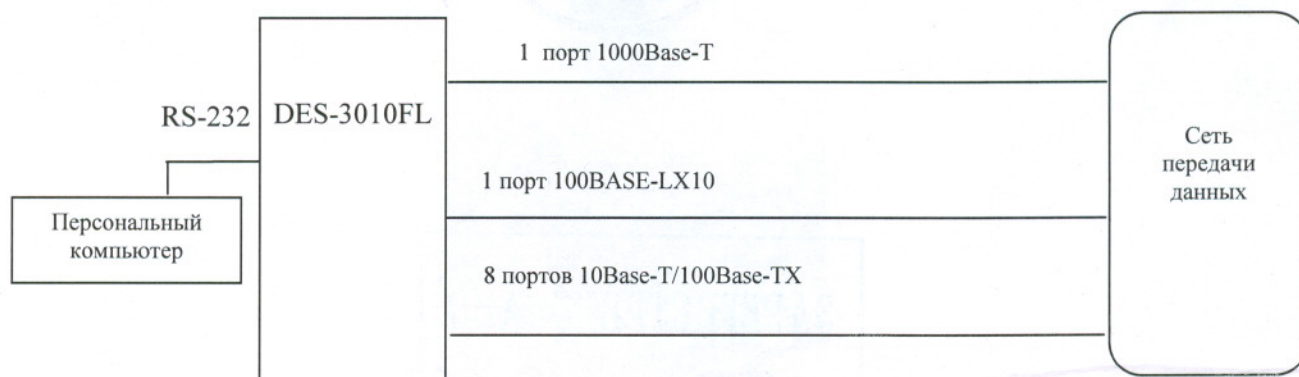 1 порт 1000Base-T
RS-232
DES-3010FL
Сеть
передачи
данных
1 порт 100BASE-LX10
Персональный
компьютер
8 портов 10Base-T/100Base-TX